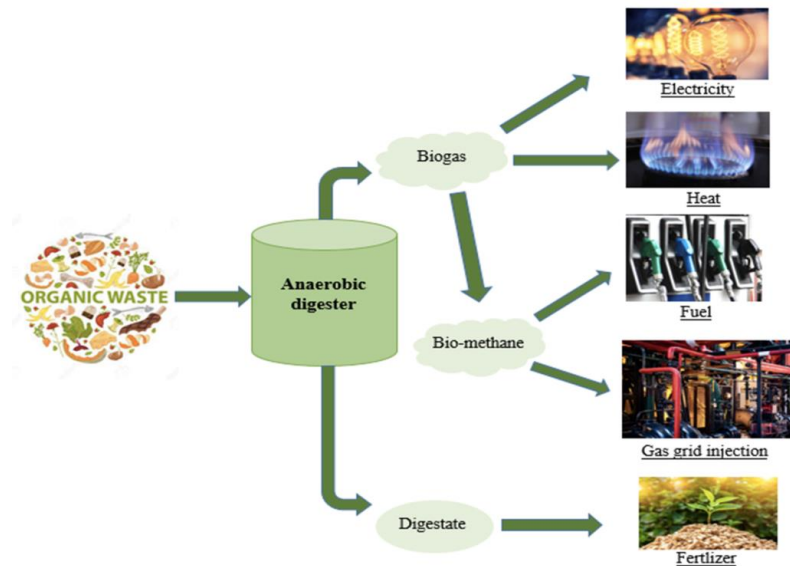 Electricity
Biogas
Heat
ORGANIC WASTE
Anaerobic
digester
Fuel
Bio-methane
Gas grid injection
Digestate
Fertlizer